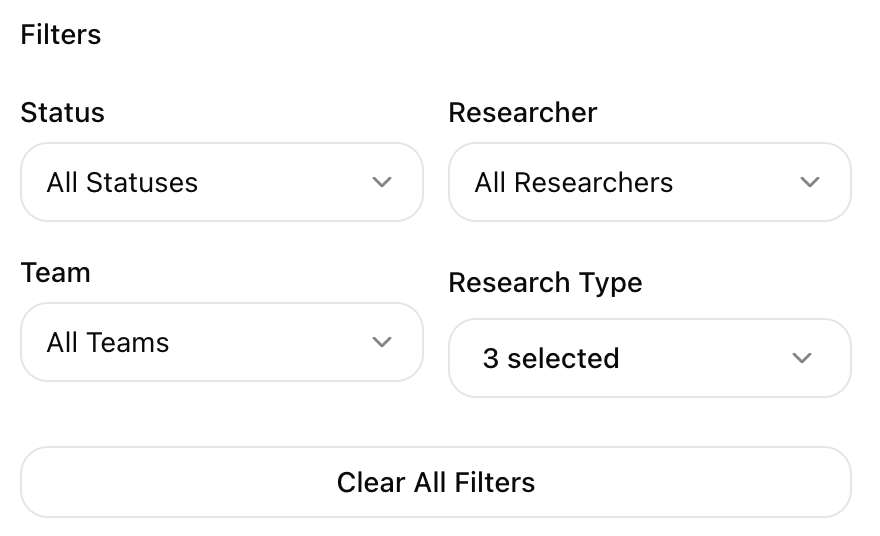 Filters
Status
All Statuses
Researcher
All Researchers
Team
All Teams
Research Type
3 selected
Clear All Filters